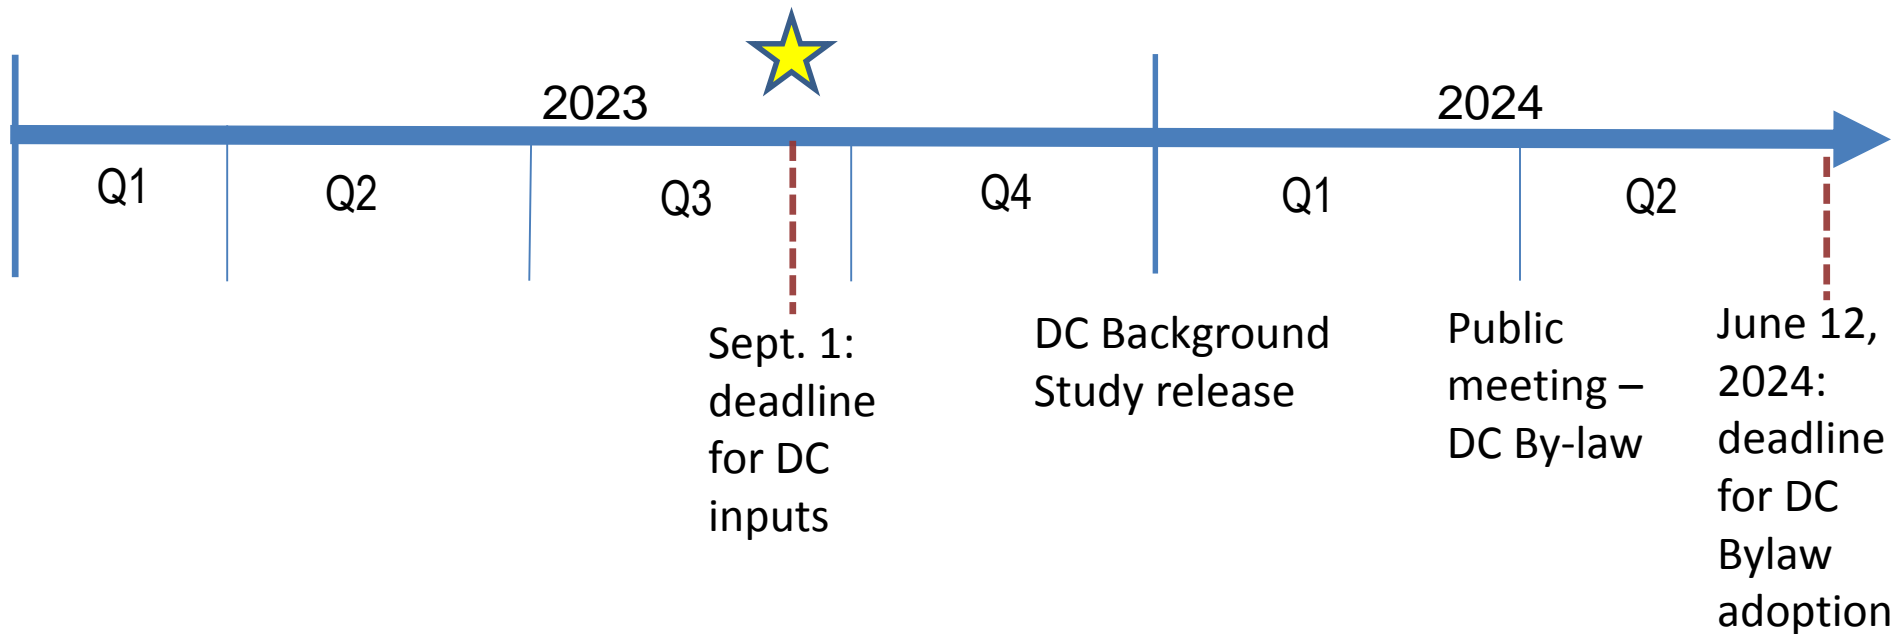 2023
2024
Q1
Q2
Q3
Q4
Q1
Q2
Sept. 1:
deadline
for DC
inputs
DC Background
Study release
Public
meeting –
DC By-law
June 12,
2024:
deadline
for DC
Bylaw
adoption